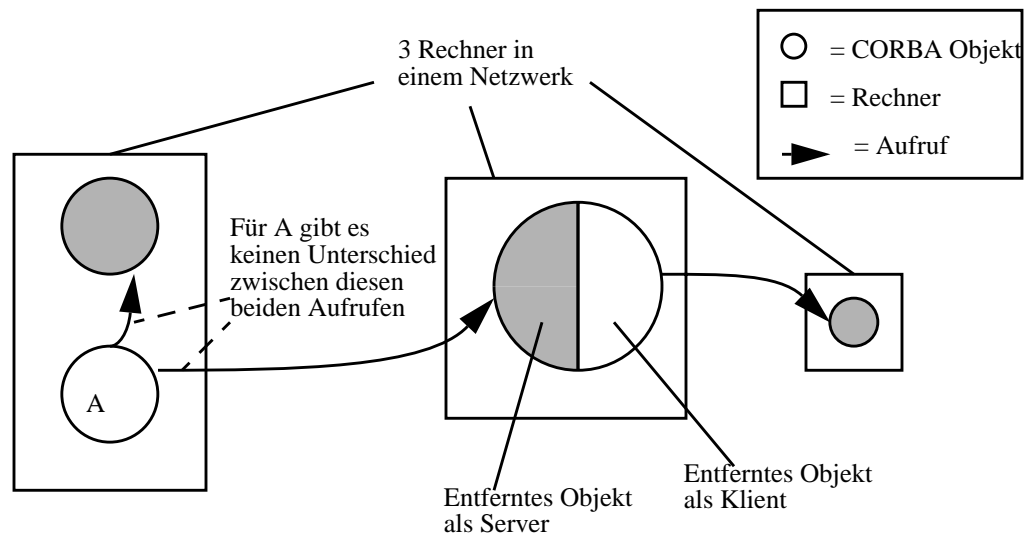 3 Rechner in
einem Netzwerk
= CORBA Objekt
= Rechner
= Aufruf
Für A gibt es
keinen Unterschied
zwischen diesen
beiden Aufrufen
A
Entferntes Objekt
als Server
Entferntes Objekt
als Klient